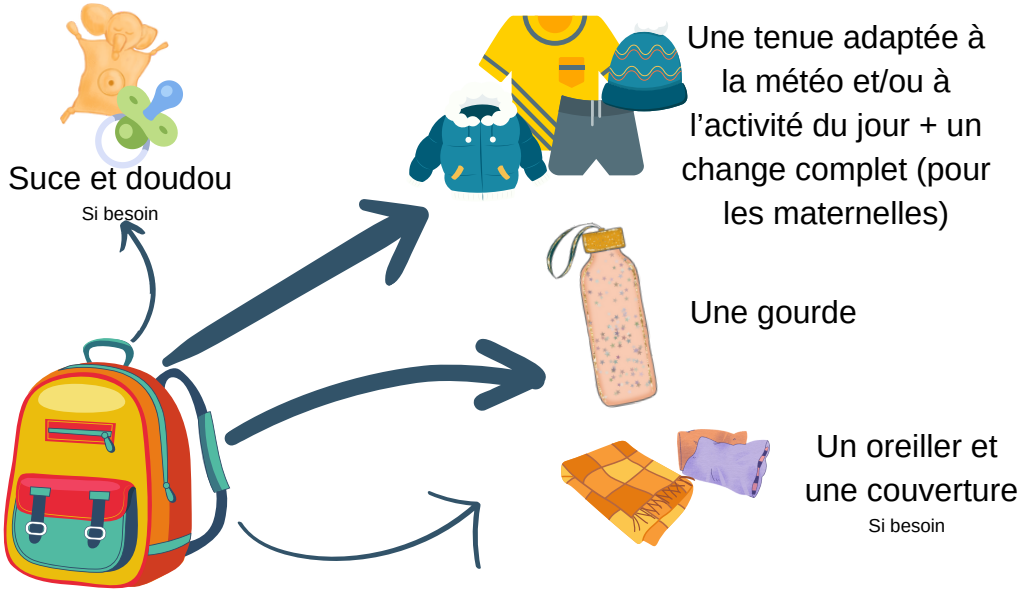 Suce et doudou
Si besoin
Une tenue adaptée à
la météo et/ou à
l’activité du jour + un
change complet (pour
les maternelles)
Une gourde
Un oreiller et
une couverture
Si besoin